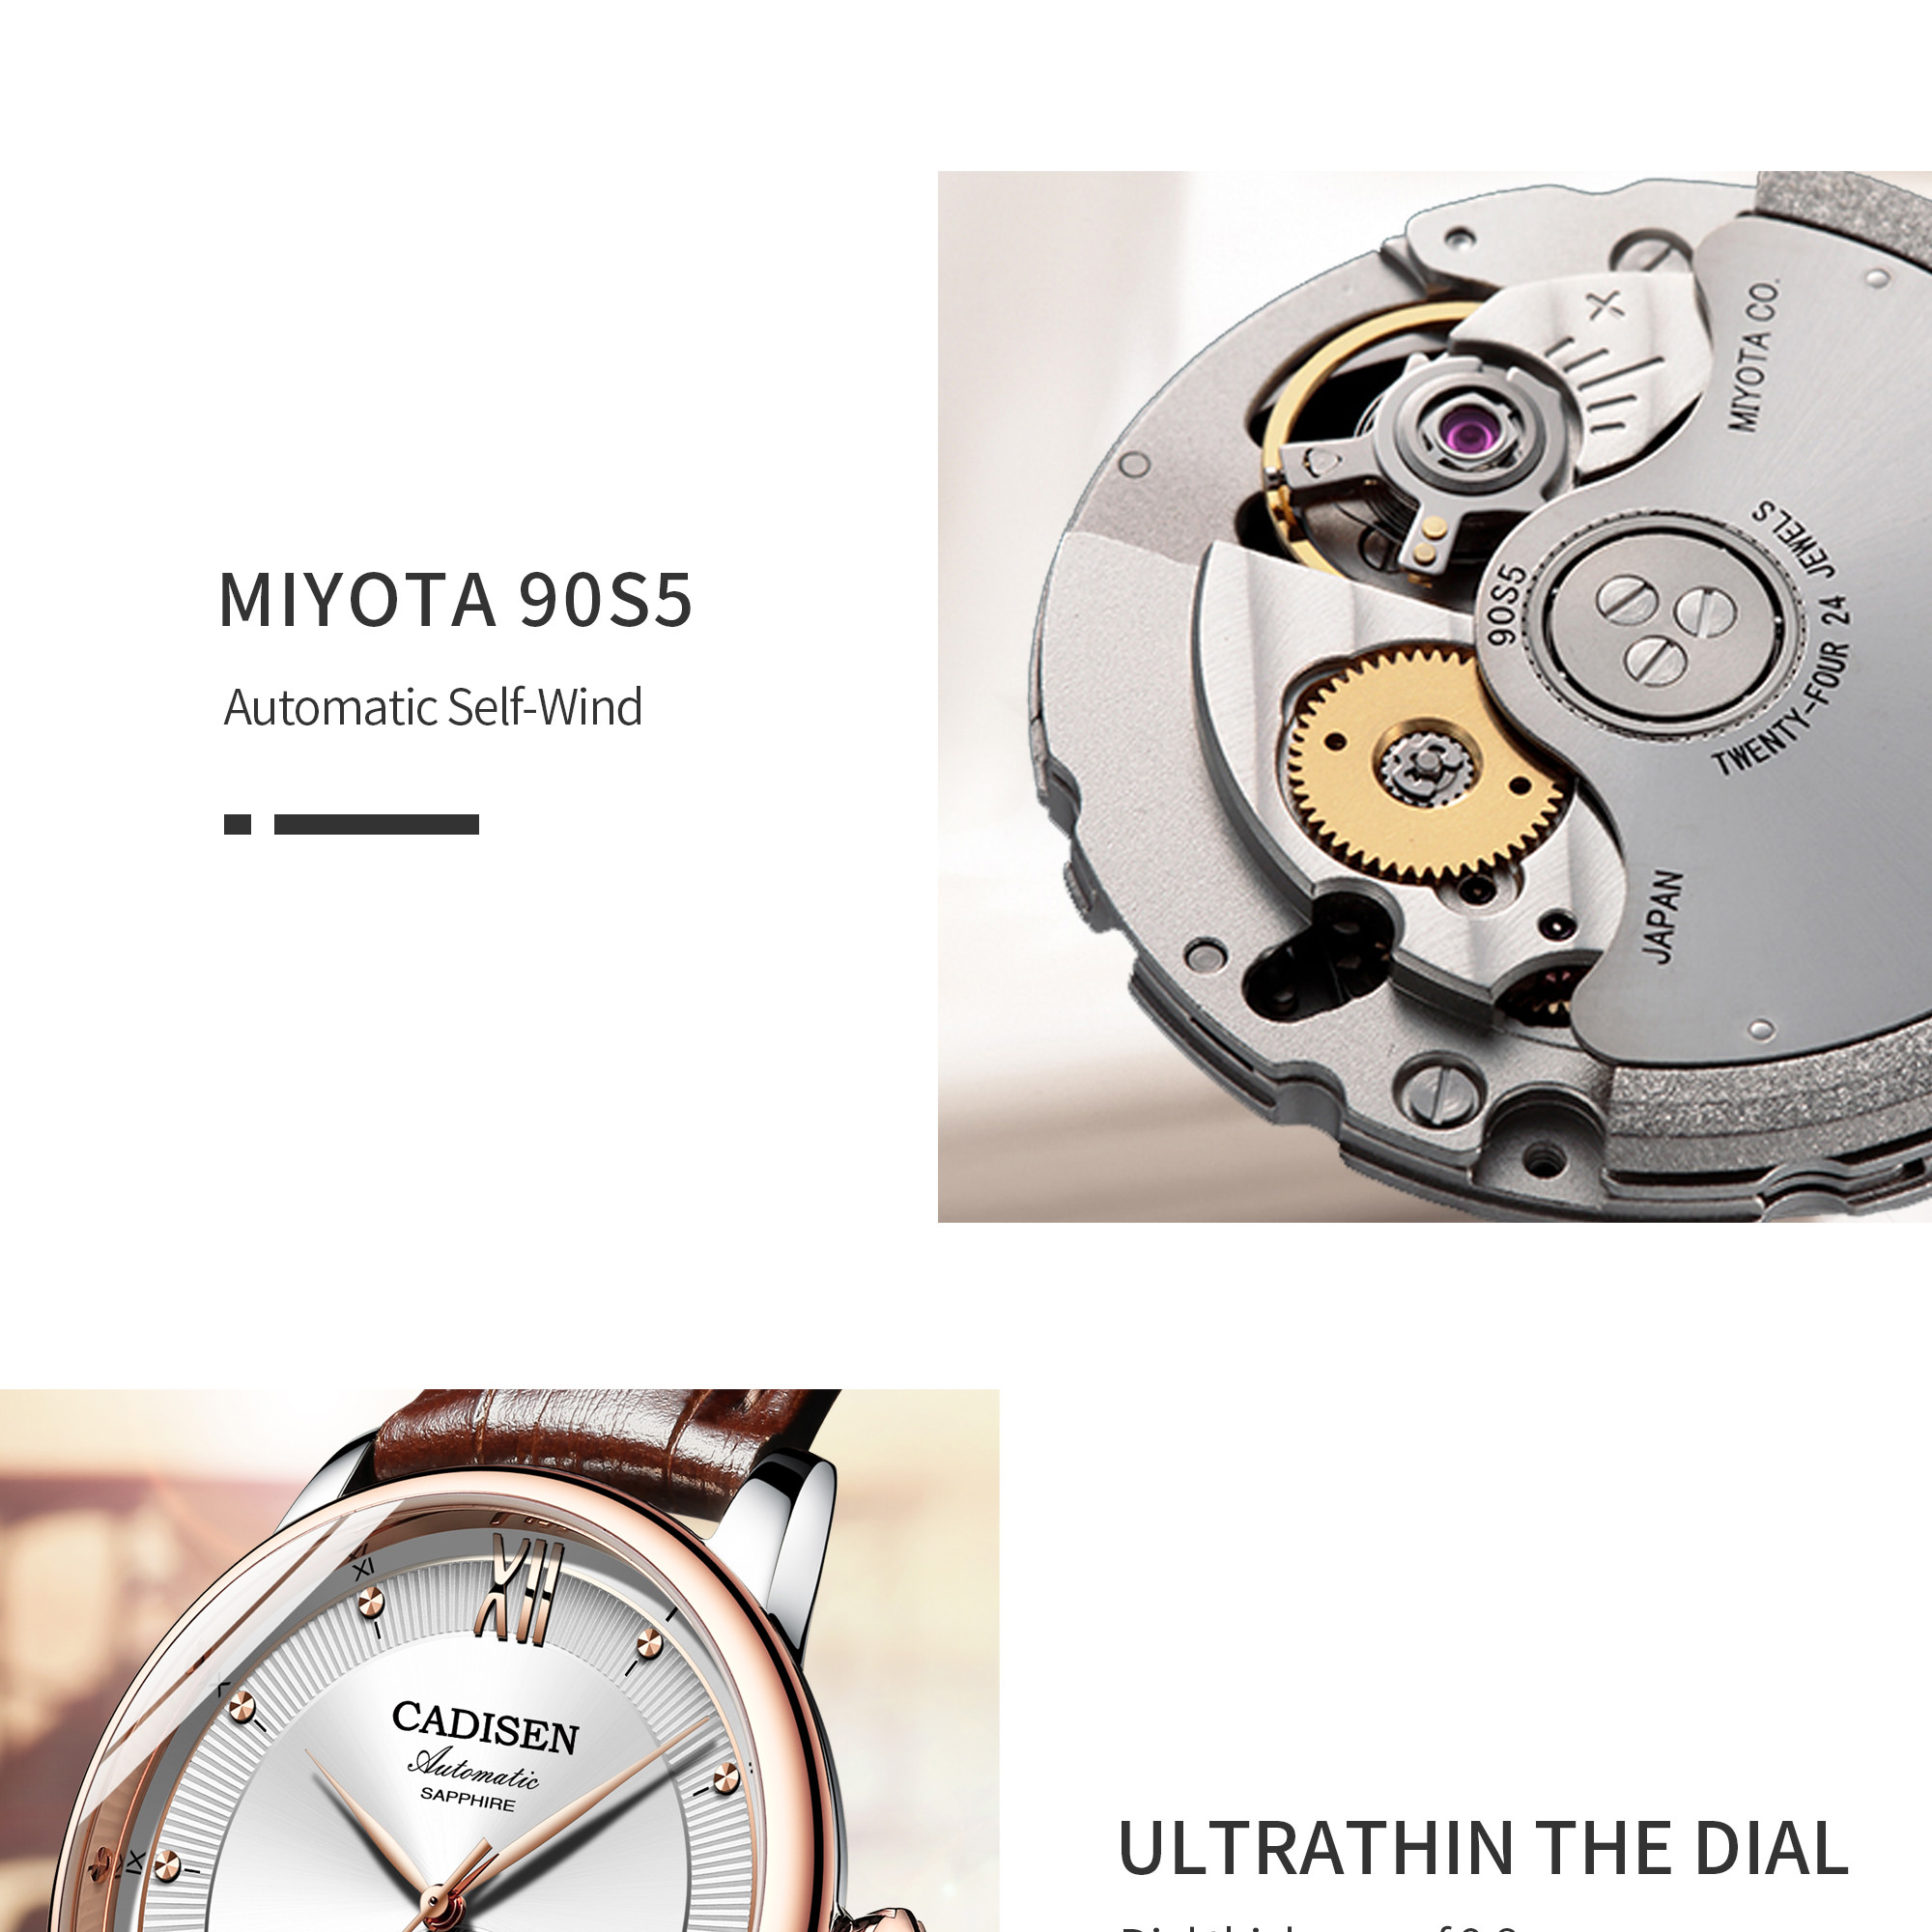 MIYOTA 90S5
Automatic Self-Wind
MIYOTA CO.
90S5
TWENTY-FOUR 24 JEWELS
JAPAN
XII
XI
CADISEN
Automatic
SAPPHIRE
IX
ULTRATHIN THE DIAL